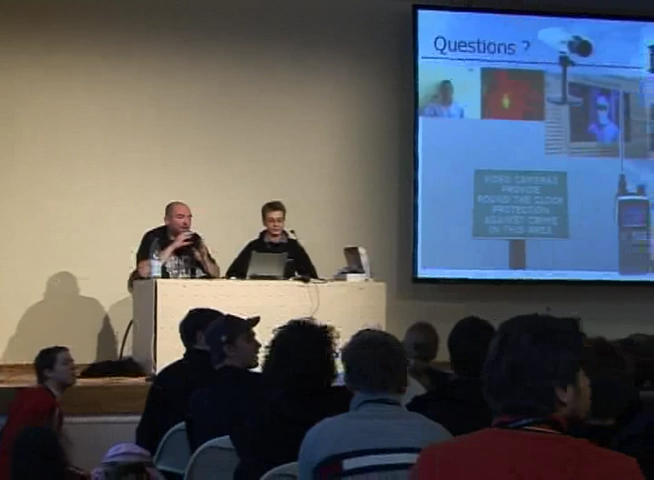 Questions ?
VIDEO CAMERAS
PROVIDE
ROUND THE CLOCK
PROTECTION
AGAINST CRIME
IN THIS AREA